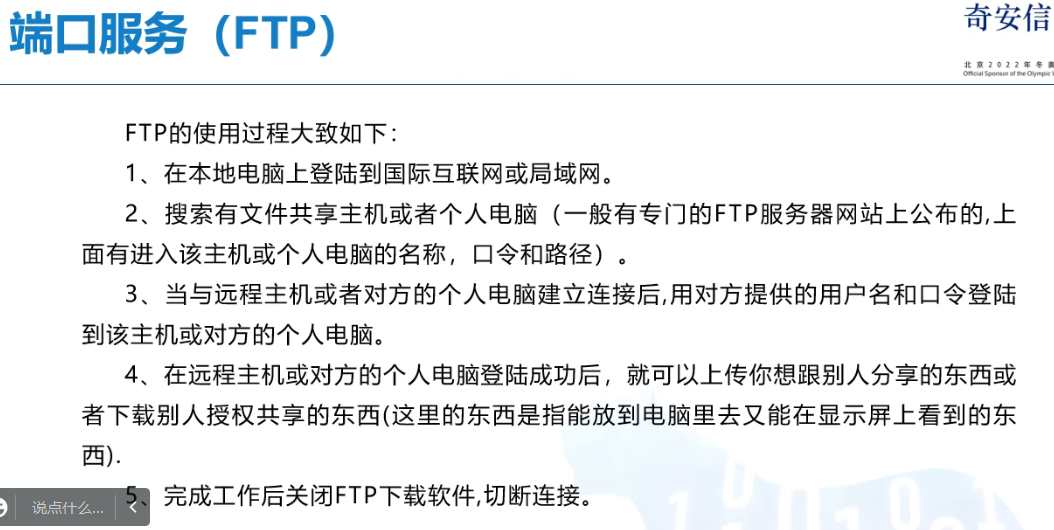 端口服务（FTP）
奇安信
北京2022年冬奥
Official Sponsor of the Olympic W
FTP的使用过程大致如下：
1、在本地电脑上登陆到国际互联网或局域网。
2、搜索有文件共享主机或者个人电脑（一般有专门的FTP服务器网站上公布的,上
面有进入该主机或个人电脑的名称，口令和路径）。
3、当与远程主机或者对方的个人电脑建立连接后,用对方提供的用户名和口令登陆
到该主机或对方的个人电脑。
4、在远程主机或对方的个人电脑登陆成功后，就可以上传你想跟别人分享的东西或
者下载别人授权共享的东西(这里的东西是指能放到电脑里去又能在显示屏上看到的东
西).
5、完成工作后关闭FTP下载软件,切断连接。
说点什么...